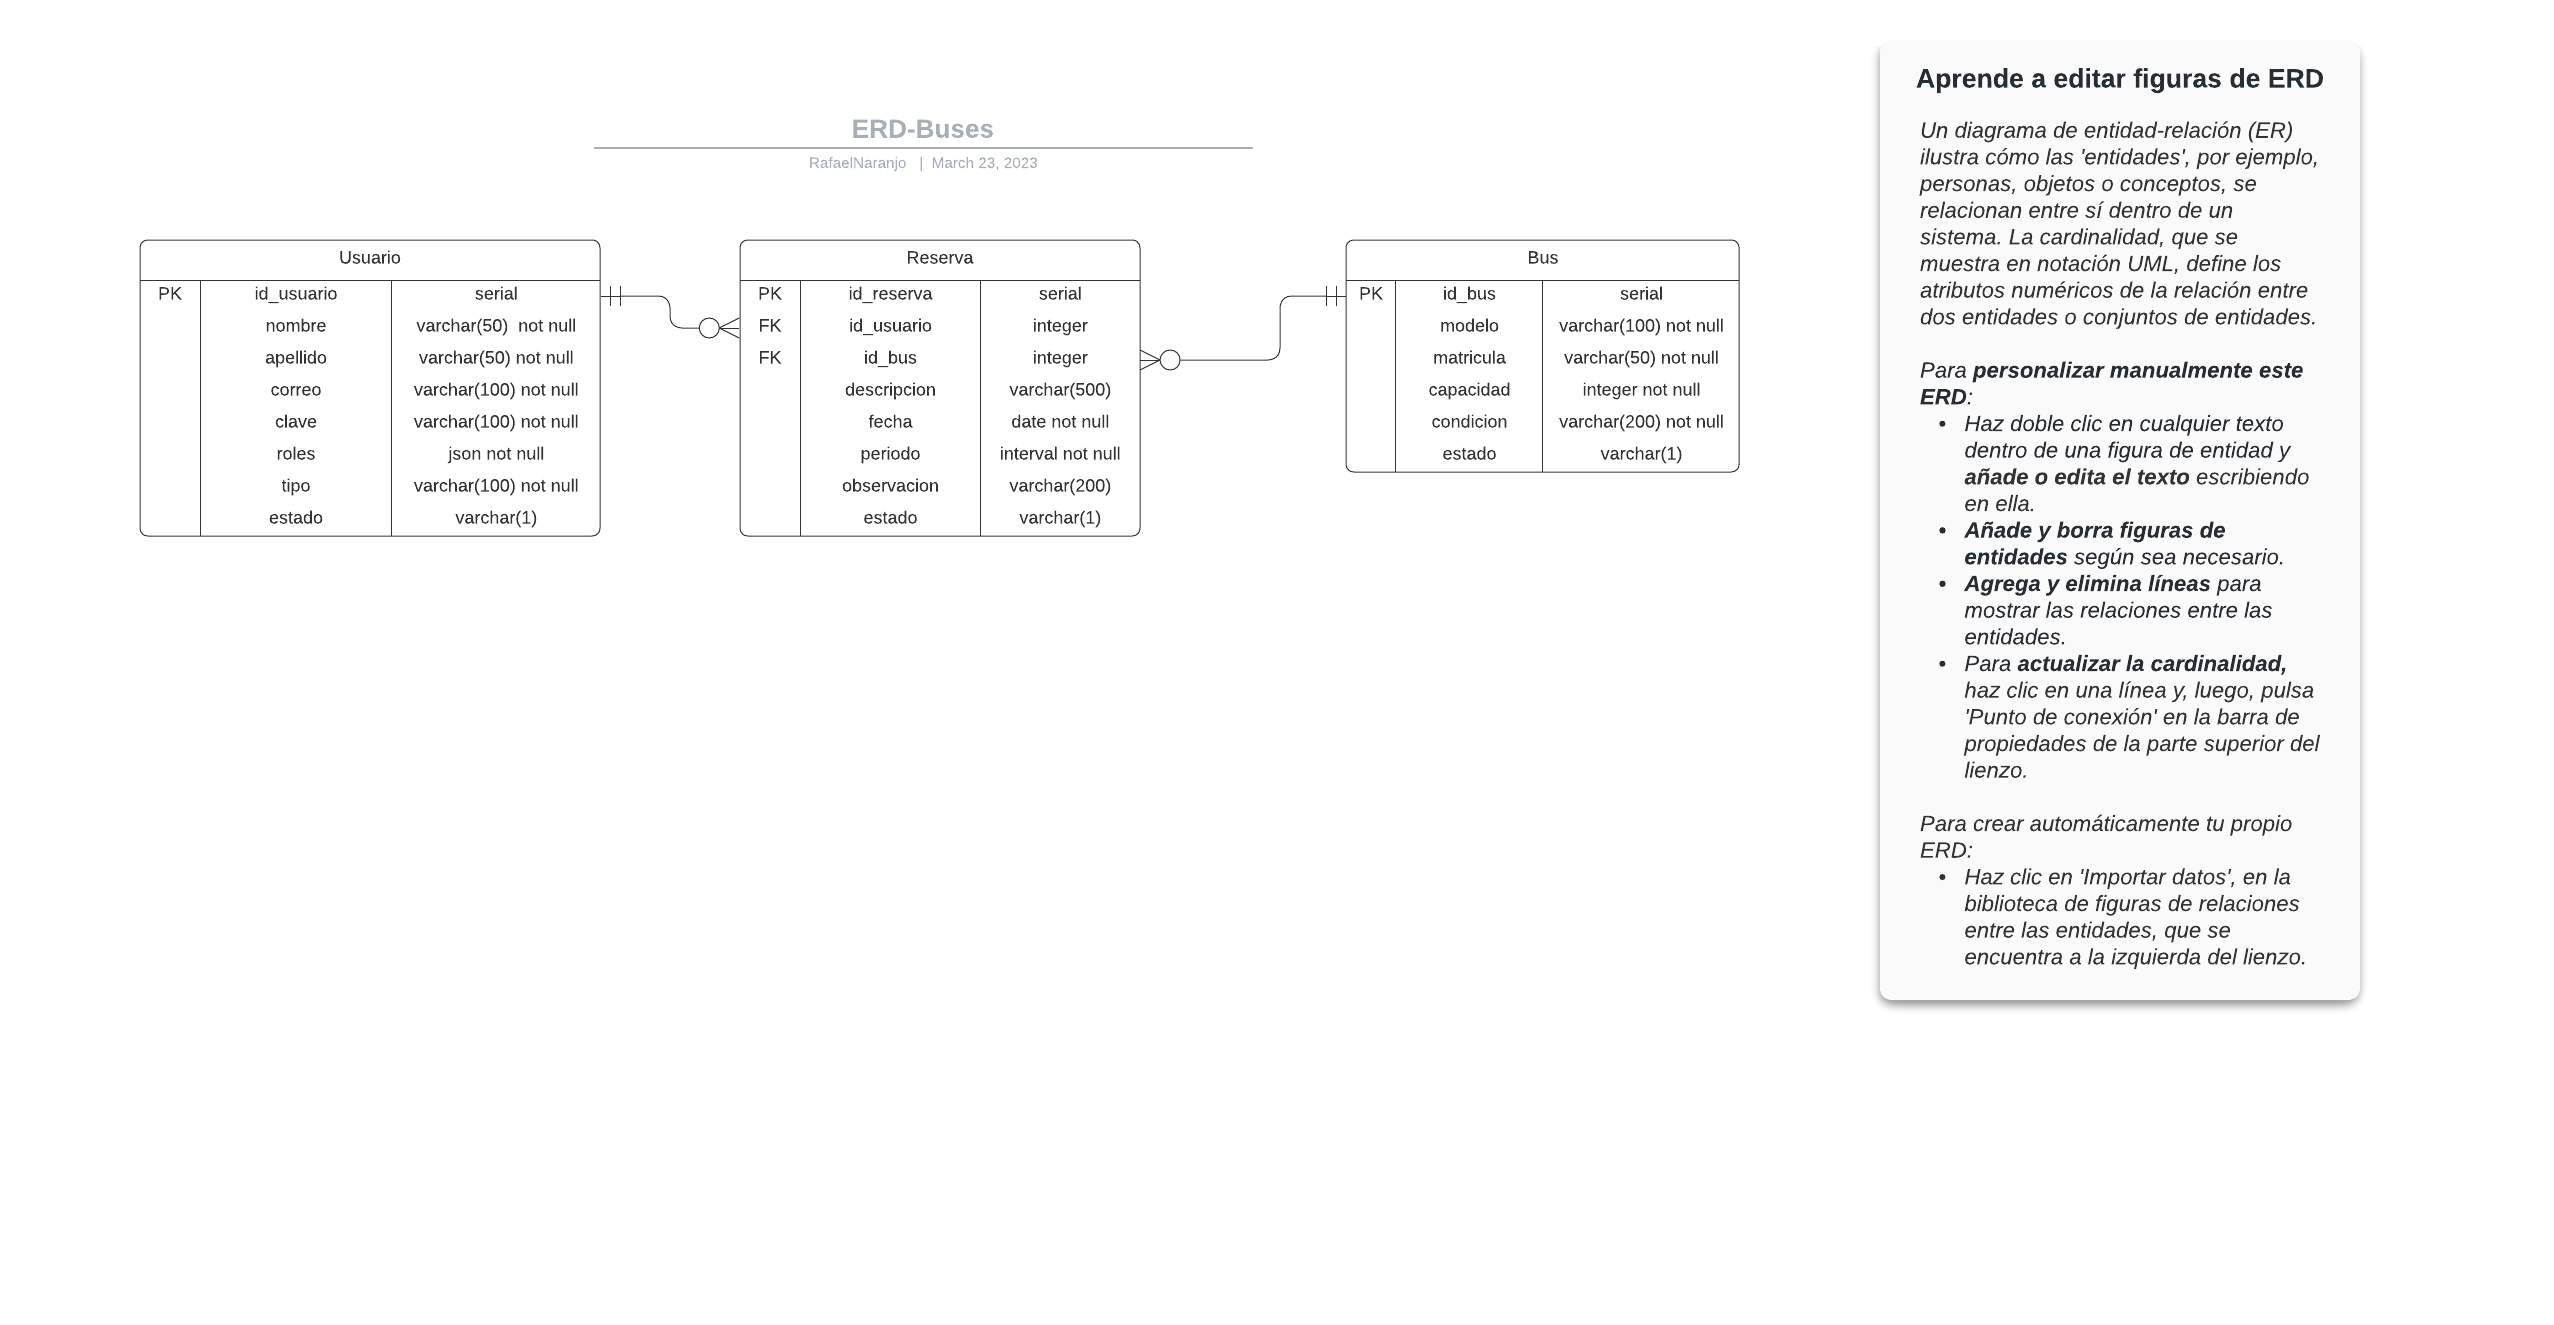 ERD-Buses
RafaelNaranjo | March 23, 2023
Usuario
PK id_usuario serial
nombre varchar(50) not null
apellido varchar(50) not null
correo varchar(100) not null
clave varchar(100) not null
roles json not null
tipo varchar(100) not null
estado varchar(1)
Reserva
PK id_reserva serial
FK id_usuario integer
FK id_bus integer
descripcion varchar(500)
fecha date not null
periodo interval not null
observacion varchar(200)
estado varchar(1)
Bus
PK id_bus serial
modelo varchar(100) not null
matricula varchar(50) not null
capacidad integer not null
condicion varchar(200) not null
estado varchar(1)
Aprende a editar figuras de ERD
Un diagrama de entidad-relación (ER)
ilustra cómo las 'entidades', por ejemplo,
personas, objetos o conceptos, se
relacionan entre sí dentro de un
sistema. La cardinalidad, que se
muestra en notación UML, define los
atributos numéricos de la relación entre
dos entidades o conjuntos de entidades.
Para personalizar manualmente este
ERD:
• Haz doble clic en cualquier texto
dentro de una figura de entidad y
añade o edita el texto escribiendo
en ella.
• Añade y borra figuras de
entidades según sea necesario.
• Agrega y elimina líneas para
mostrar las relaciones entre las
entidades.
• Para actualizar la cardinalidad,
haz clic en una línea y, luego, pulsa
'Punto de conexión' en la barra de
propiedades de la parte superior del
lienzo.
Para crear automáticamente tu propio
ERD:
• Haz clic en 'Importar datos', en la
biblioteca de figuras de relaciones
entre las entidades, que se
encuentra a la izquierda del lienzo.